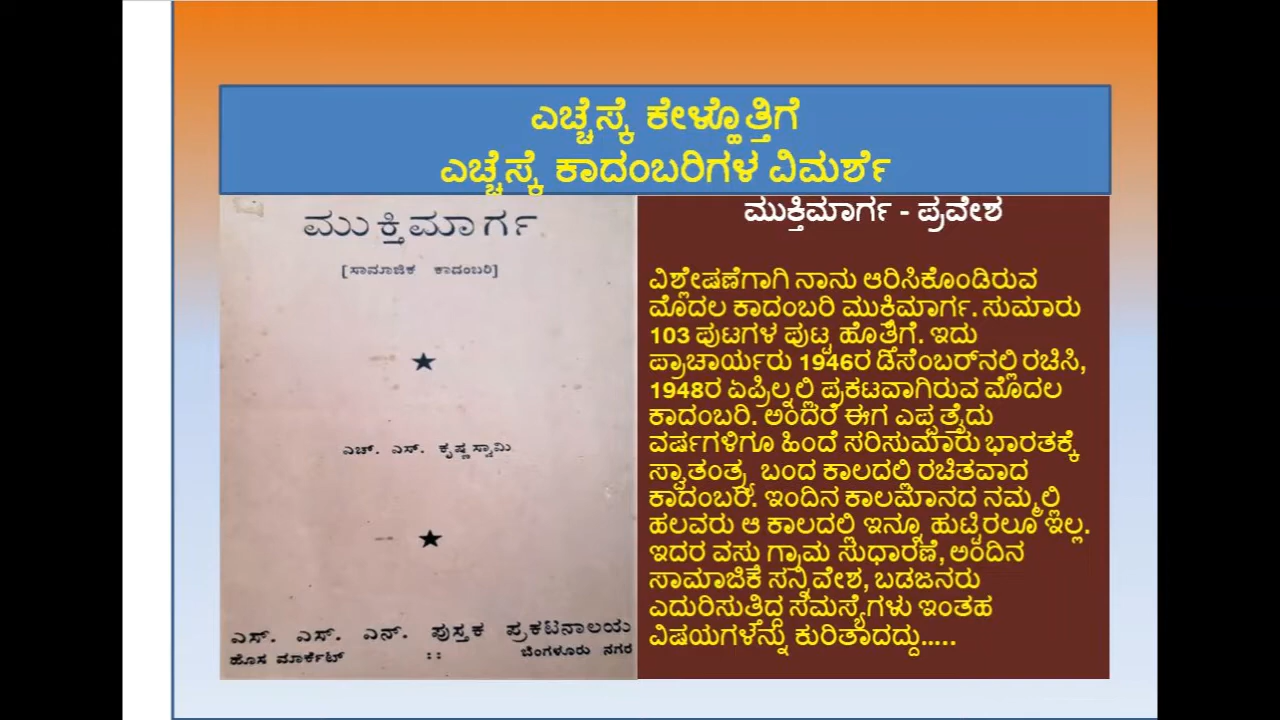 ಎಚ್ಚೆಸ್ಕೆ ಕೇಳ್ಹೊತ್ತಿಗೆ
ಎಚ್ಚೆಸ್ಕೆ ಕಾದಂಬರಿಗಳ ವಿಮರ್ಶೆ
ಮುಕ್ತಿಮಾರ್ಗ
[ಸಾಮಾಜಿಕ ಕಾದಂಬರಿ]
ಎಚ್. ಎಸ್. ಕೃಷ್ಣಸ್ವಾಮಿ
ಎಸ್. ಎಸ್. ಎನ್. ಪುಸ್ತಕ ಪ್ರಕಟನಾಲಯ
ಹೊಸ ಮಾರ್ಕೆಟ್ :: ಬೆಂಗಳೂರು ನಗರ
ಮುಕ್ತಿಮಾರ್ಗ - ಪ್ರವೇಶ
ವಿಶ್ಲೇಷಣೆಗಾಗಿ ನಾನು ಆರಿಸಿಕೊಂಡಿರುವ
ಮೊದಲ ಕಾದಂಬರಿ ಮುಕ್ತಿಮಾರ್ಗ. ಸುಮಾರು
103 ಪುಟಗಳ ಪುಟ್ಟ ಹೊತ್ತಿಗೆ. ಇದು
ಪ್ರಾಚಾರ್ಯರು 1946ರ ಡಿಸೆಂಬರ್‌ನಲ್ಲಿ ರಚಿಸಿ,
1948ರ ಏಪ್ರಿಲ್ನಲ್ಲಿ ಪ್ರಕಟವಾಗಿರುವ ಮೊದಲ
ಕಾದಂಬರಿ. ಅಂದರೆ ಈಗ ಎಪ್ಪತ್ತೈದು
ವರ್ಷಗಳಿಗೂ ಹಿಂದೆ ಸರಿಸುಮಾರು ಭಾರತಕ್ಕೆ
ಸ್ವಾತಂತ್ರ್ಯ ಬಂದ ಕಾಲದಲ್ಲಿ ರಚಿತವಾದ
ಕಾದಂಬರಿ. ಇಂದಿನ ಕಾಲಮಾನದ ನಮ್ಮಲ್ಲಿ
ಹಲವರು ಆ ಕಾಲದಲ್ಲಿ ಇನ್ನೂ ಹುಟ್ಟಿರಲೂ ಇಲ್ಲ.
ಇದರ ವಸ್ತು ಗ್ರಾಮ ಸುಧಾರಣೆ, ಅಂದಿನ
ಸಾಮಾಜಿಕ ಸನ್ನಿವೇಶ, ಬಡಜನರು
ಎದುರಿಸುತ್ತಿದ್ದ ಸಮಸ್ಯೆಗಳು ಇಂತಹ
ವಿಷಯಗಳನ್ನು ಕುರಿತಾದದ್ದು.....